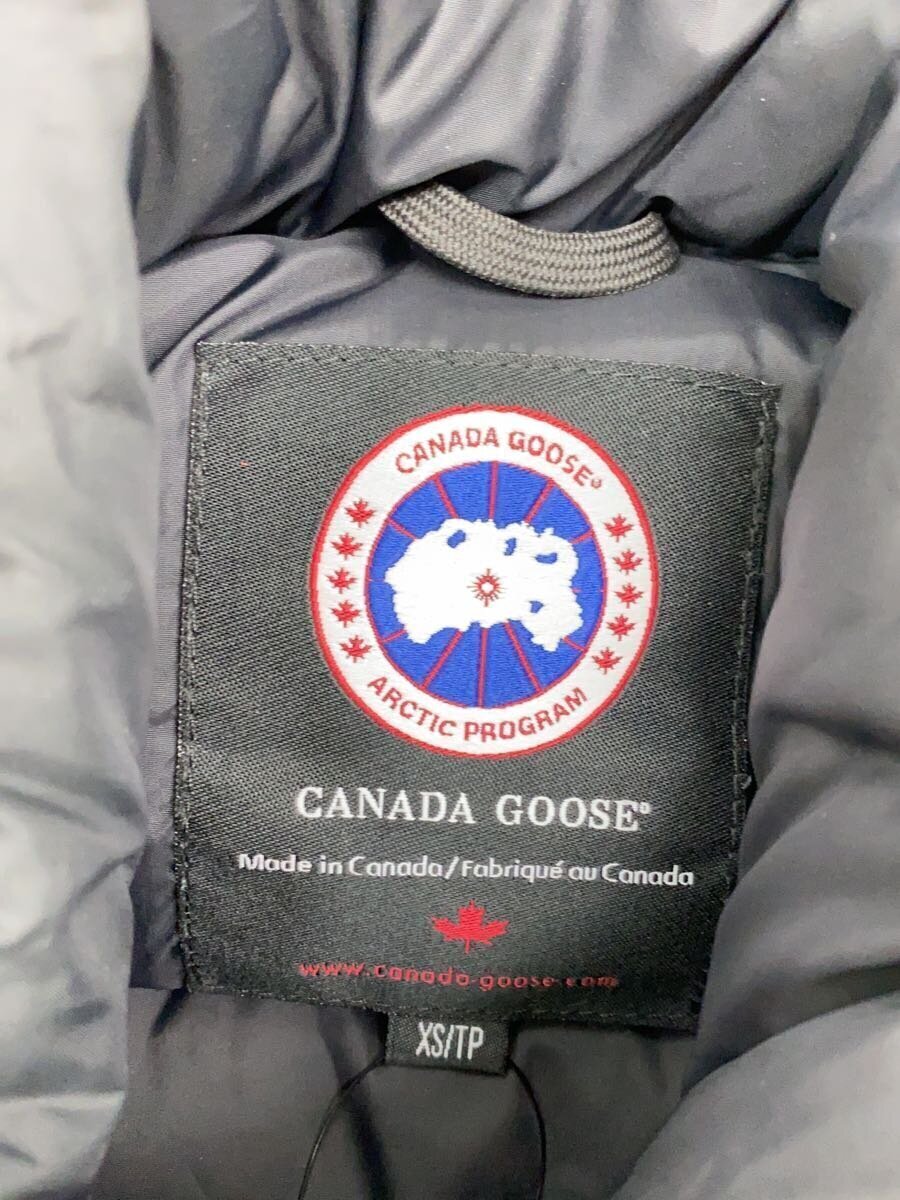 CANADA GOOSE®
ARCTIC PROGRAM
CANADA GOOSE®
Made in Canada/Fabriqué au Canada
www.canada-goose.com
XS/TP